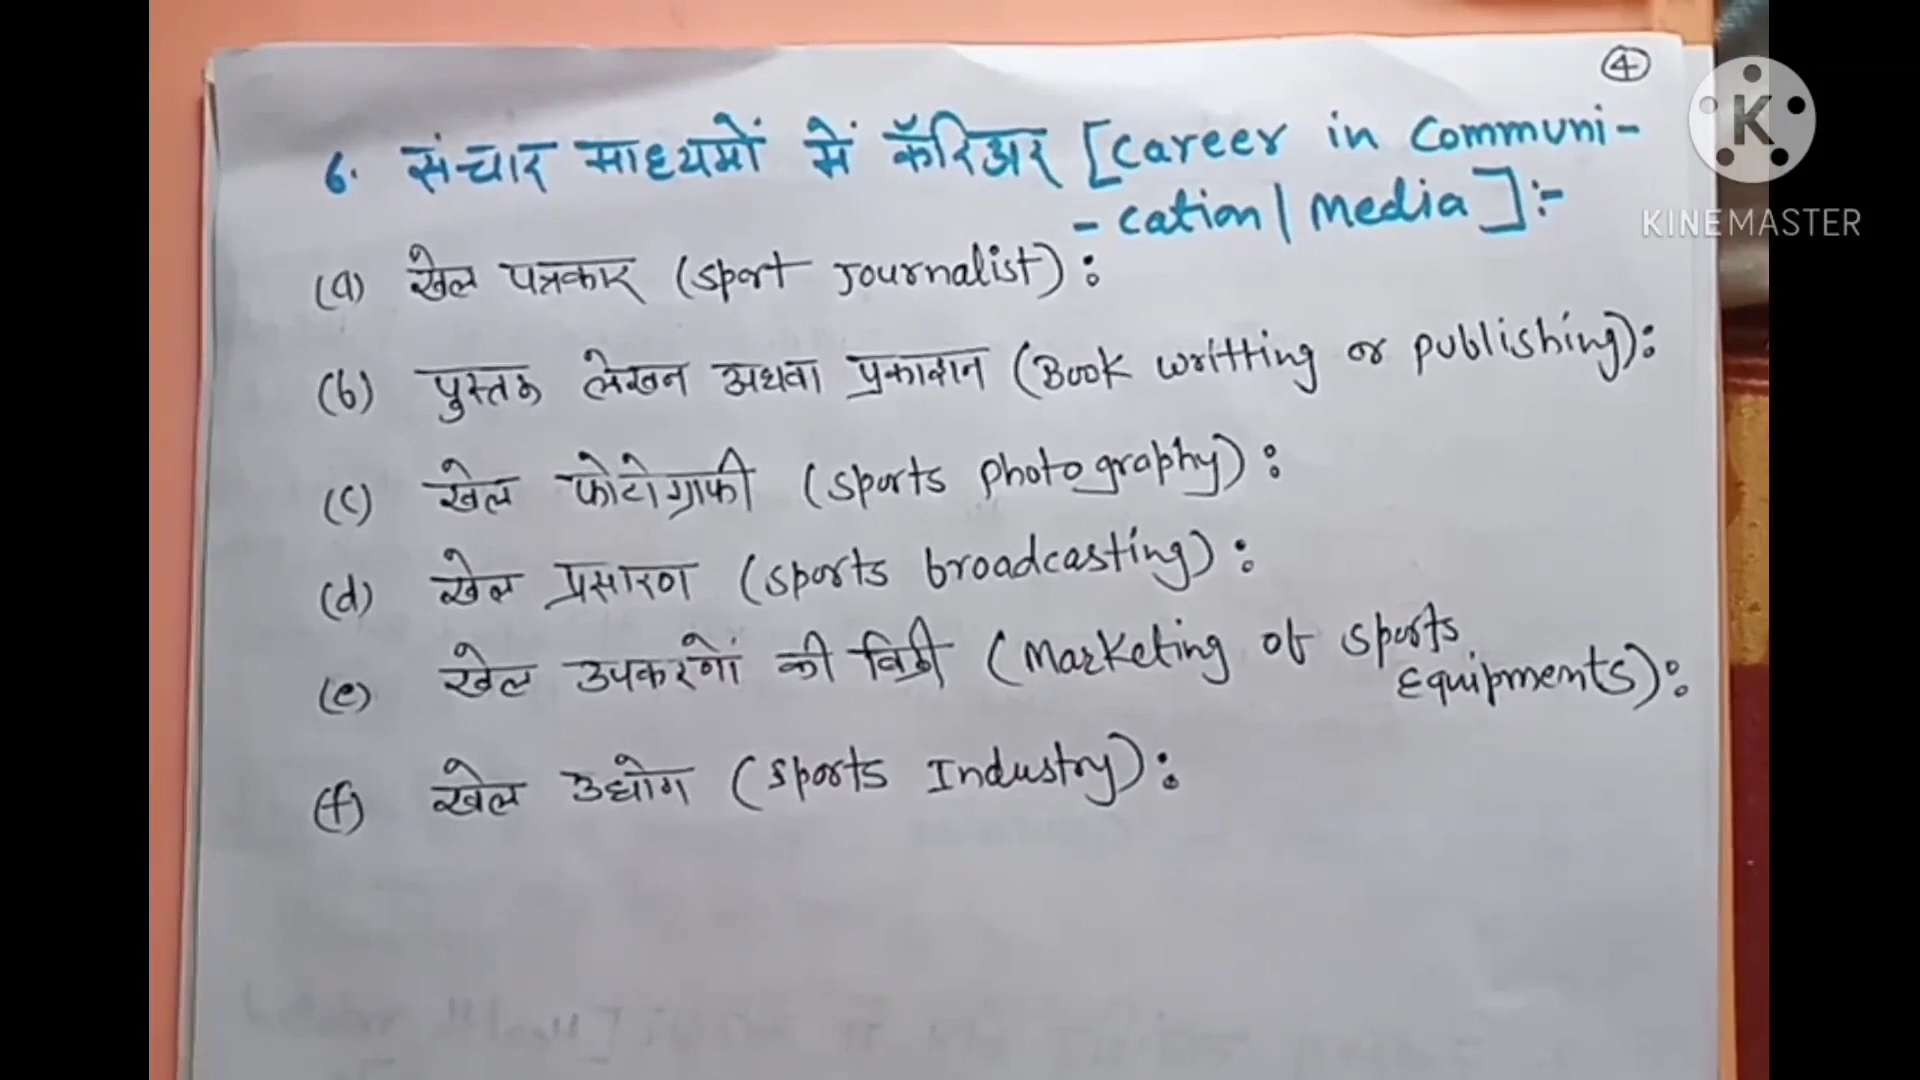 ④
6. संचार माध्यमों में कॅरिअर [career in communi-
- cation / Media ]:-
(a) खेल पत्रकार (sport Journalist) :
(b) पुस्तक लेखन अथवा प्रकाशन (Book writting or publishing):
(c) खेल फोटोग्राफी (sports photography) :
(d) खेल प्रसारण (sports broadcasting) :
(e) खेल उपकरणों की बिक्री (Marketing of sports
Equipments):
(f) खेल उद्योग (sports Industry):
K
KINEMASTER